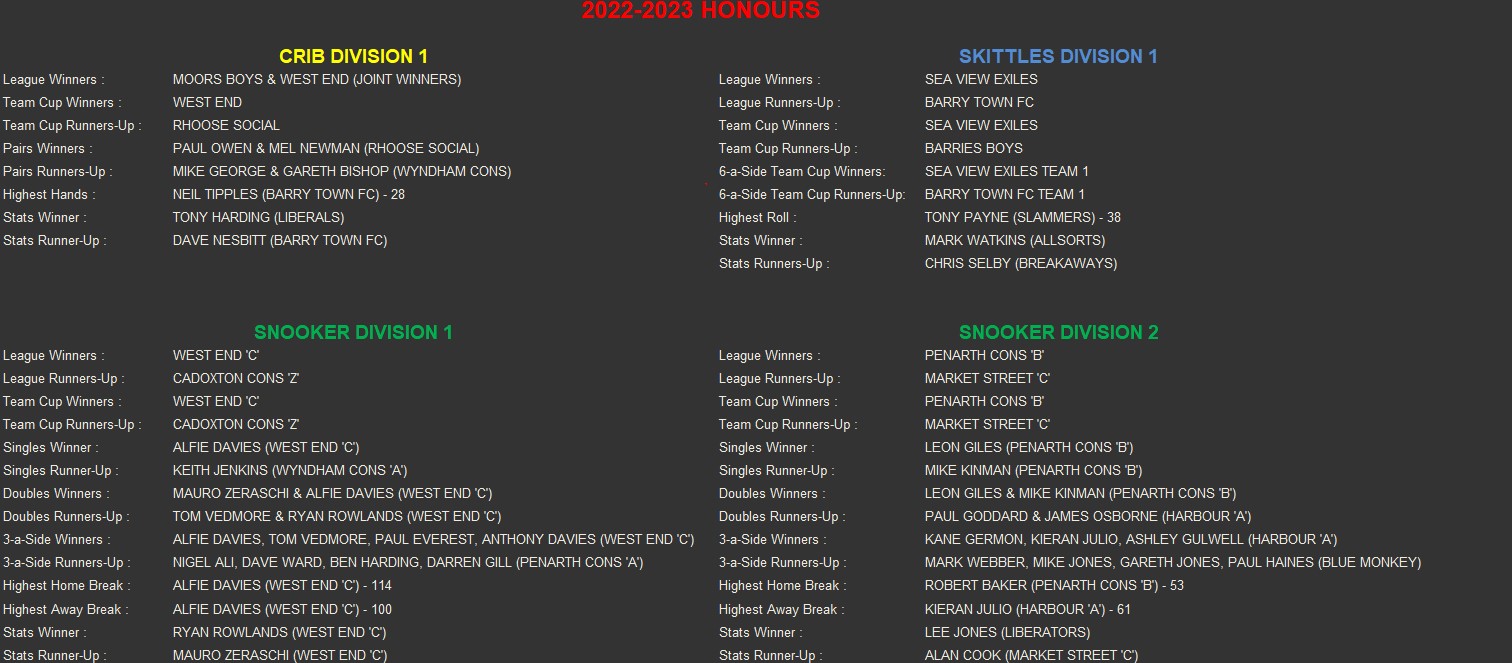 2022-2023 HONOURS
CRIB DIVISION 1
League Winners : MOORS BOYS & WEST END (JOINT WINNERS)
Team Cup Winners : WEST END
Team Cup Runners-Up : RHOOSE SOCIAL
Pairs Winners : PAUL OWEN & MEL NEWMAN (RHOOSE SOCIAL)
Pairs Runners-Up : MIKE GEORGE & GARETH BISHOP (WYNDHAM CONS)
Highest Hands : NEIL TIPPLES (BARRY TOWN FC) - 28
Stats Winner : TONY HARDING (LIBERALS)
Stats Runner-Up : DAVE NESBITT (BARRY TOWN FC)
SKITTLES DIVISION 1
League Winners : SEA VIEW EXILES
League Runners-Up : BARRY TOWN FC
Team Cup Winners : SEA VIEW EXILES
Team Cup Runners-Up : BARRIES BOYS
6-a-Side Team Cup Winners: SEA VIEW EXILES TEAM 1
6-a-Side Team Cup Runners-Up: BARRY TOWN FC TEAM 1
Highest Roll : TONY PAYNE (SLAMMERS) - 38
Stats Winner : MARK WATKINS (ALLSORTS)
Stats Runners-Up : CHRIS SELBY (BREAKAWAYS)
SNOOKER DIVISION 1
League Winners : WEST END 'C'
League Runners-Up : CADOXTON CONS 'Z'
Team Cup Winners : WEST END 'C'
Team Cup Runners-Up : CADOXTON CONS 'Z'
Singles Winner : ALFIE DAVIES (WEST END 'C')
Singles Runner-Up : KEITH JENKINS (WYNDHAM CONS 'A')
Doubles Winners : MAURO ZERASCHI & ALFIE DAVIES (WEST END 'C')
Doubles Runners-Up : TOM VEDMORE & RYAN ROWLANDS (WEST END 'C')
3-a-Side Winners : ALFIE DAVIES, TOM VEDMORE, PAUL EVEREST, ANTHONY DAVIES (WEST END 'C')
3-a-Side Runners-Up : NIGEL ALI, DAVE WARD, BEN HARDING, DARREN GILL (PENARTH CONS 'A')
Highest Home Break : ALFIE DAVIES (WEST END 'C') - 114
Highest Away Break : ALFIE DAVIES (WEST END 'C') - 100
Stats Winner : RYAN ROWLANDS (WEST END 'C')
Stats Runner-Up : MAURO ZERASCHI (WEST END 'C')
SNOOKER DIVISION 2
League Winners : PENARTH CONS 'B'
League Runners-Up : MARKET STREET 'C'
Team Cup Winners : PENARTH CONS 'B'
Team Cup Runners-Up : MARKET STREET 'C'
Singles Winner : LEON GILES (PENARTH CONS 'B')
Singles Runner-Up : MIKE KINMAN (PENARTH CONS 'B')
Doubles Winners : LEON GILES & MIKE KINMAN (PENARTH CONS 'B')
Doubles Runners-Up : PAUL GODDARD & JAMES OSBORNE (HARBOUR 'A')
3-a-Side Winners : KANE GERMON, KIERAN JULIO, ASHLEY GULWELL (HARBOUR 'A')
3-a-Side Runners-Up : MARK WEBBER, MIKE JONES, GARETH JONES, PAUL HAINES (BLUE MONKEY)
Highest Home Break : ROBERT BAKER (PENARTH CONS 'B') - 53
Highest Away Break : KIERAN JULIO (HARBOUR 'A') - 61
Stats Winner : LEE JONES (LIBERATORS)
Stats Runner-Up : ALAN COOK (MARKET STREET 'C')